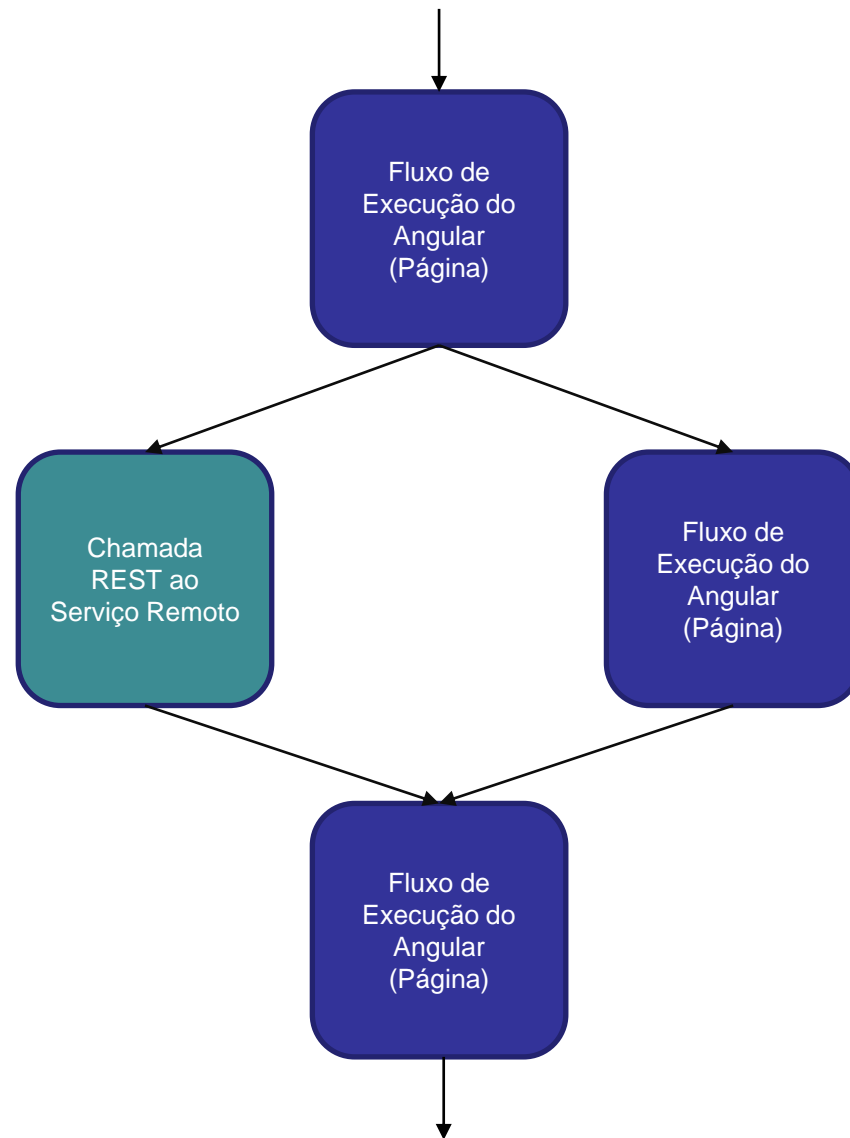 Fluxo de
Execução do
Angular
(Página)
Chamada
REST ao
Serviço Remoto
Fluxo de
Execução do
Angular
(Página)
Fluxo de
Execução do
Angular
(Página)